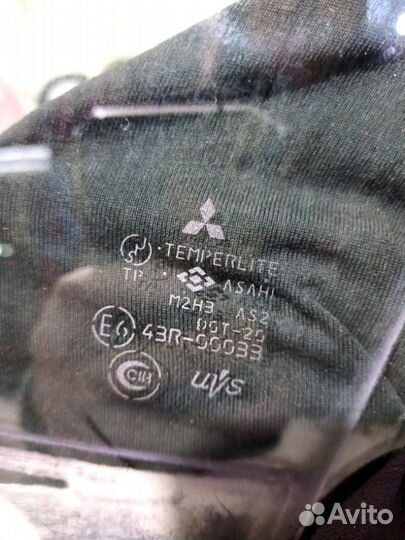 TEMPERLITE
TP ASAHI
M2H3 AS2
DOT-20
E6 43R-00033
UVS
Avito